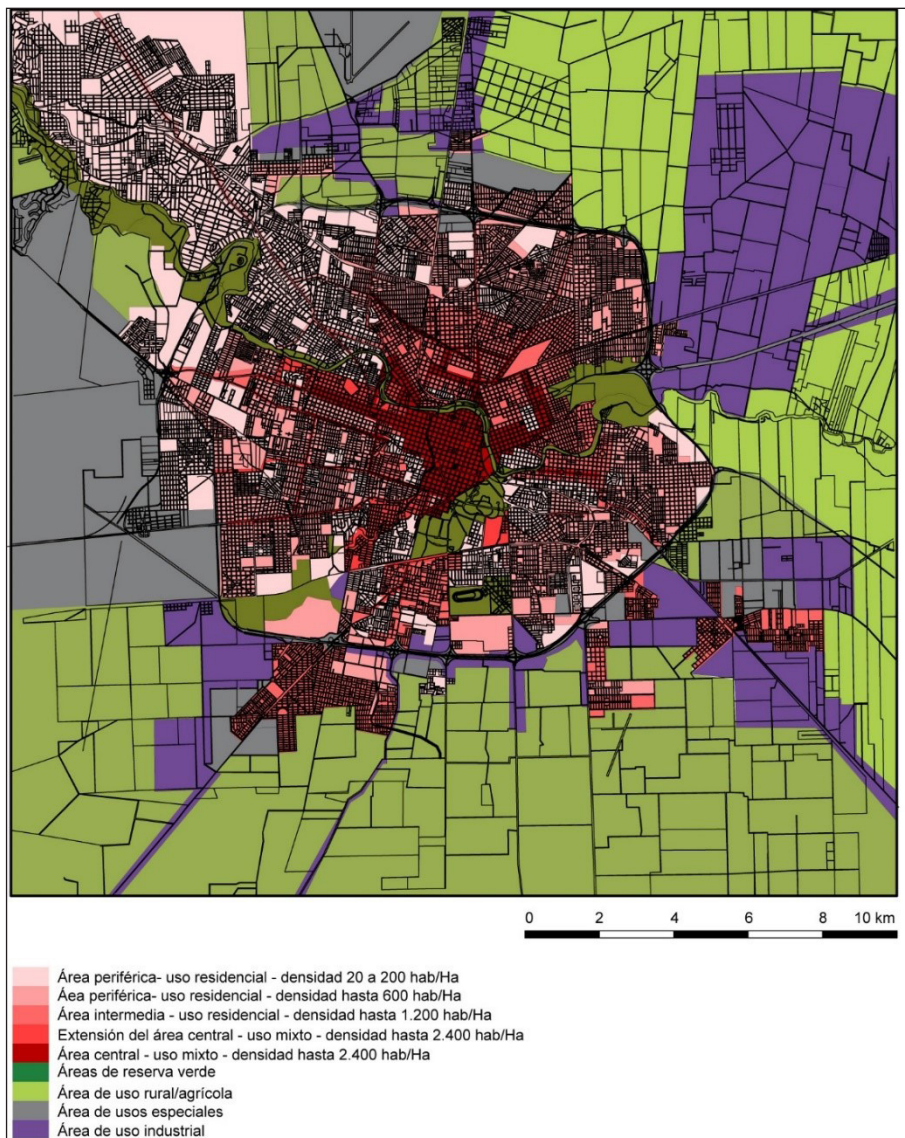 0 2 4 6 8 10 km
Área periférica- uso residencial - densidad 20 a 200 hab/Ha
Áea periférica- uso residencial - densidad hasta 600 hab/Ha
Área intermedia - uso residencial - densidad hasta 1.200 hab/Ha
Extensión del área central - uso mixto - densidad hasta 2.400 hab/Ha
Área central - uso mixto - densidad hasta 2.400 hab/Ha
Áreas de reserva verde
Área de uso rural/agrícola
Área de usos especiales
Área de uso industrial